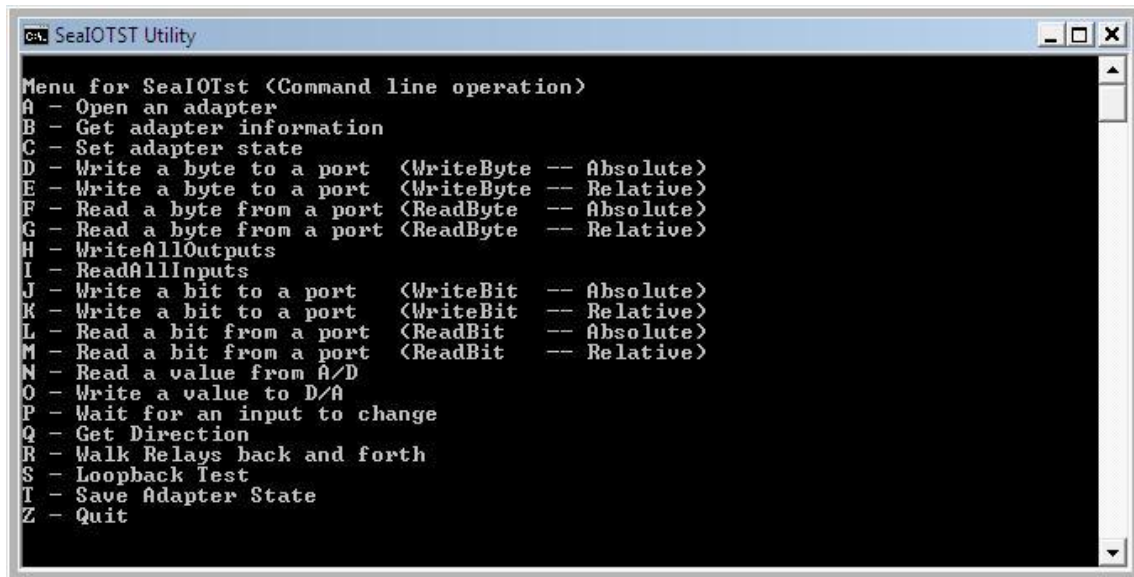 SeaIOTST Utility
Menu for SeaIOTst (Command line operation)
A - Open an adapter
B - Get adapter information
C - Set adapter state
D - Write a byte to a port  (WriteByte -- Absolute)
E - Write a byte to a port  (WriteByte -- Relative)
F - Read a byte from a port (ReadByte  -- Absolute)
G - Read a byte from a port (ReadByte  -- Relative)
H - WriteAllOutputs
I - ReadAllInputs
J - Write a bit to a port   (WriteBit  -- Absolute)
K - Write a bit to a port   (WriteBit  -- Relative)
L - Read a bit from a port  (ReadBit   -- Absolute)
M - Read a bit from a port  (ReadBit   -- Relative)
N - Read a value from A/D
O - Write a value to D/A
P - Wait for an input to change
Q - Get Direction
R - Walk Relays back and forth
S - Loopback Test
T - Save Adapter State
Z - Quit